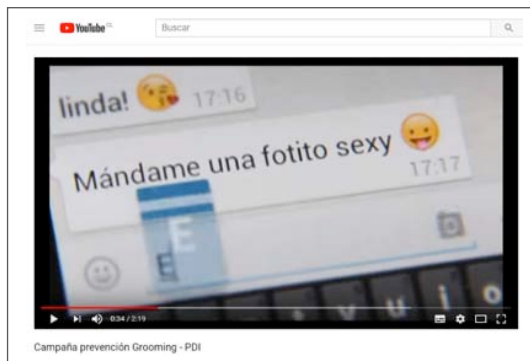 YouTube CL
Buscar
linda! 😘 17:16
Mándame una fotito sexy 😛
17:17
E
E
v u i o
0:34 / 2:19
Campaña prevención Grooming - PDI